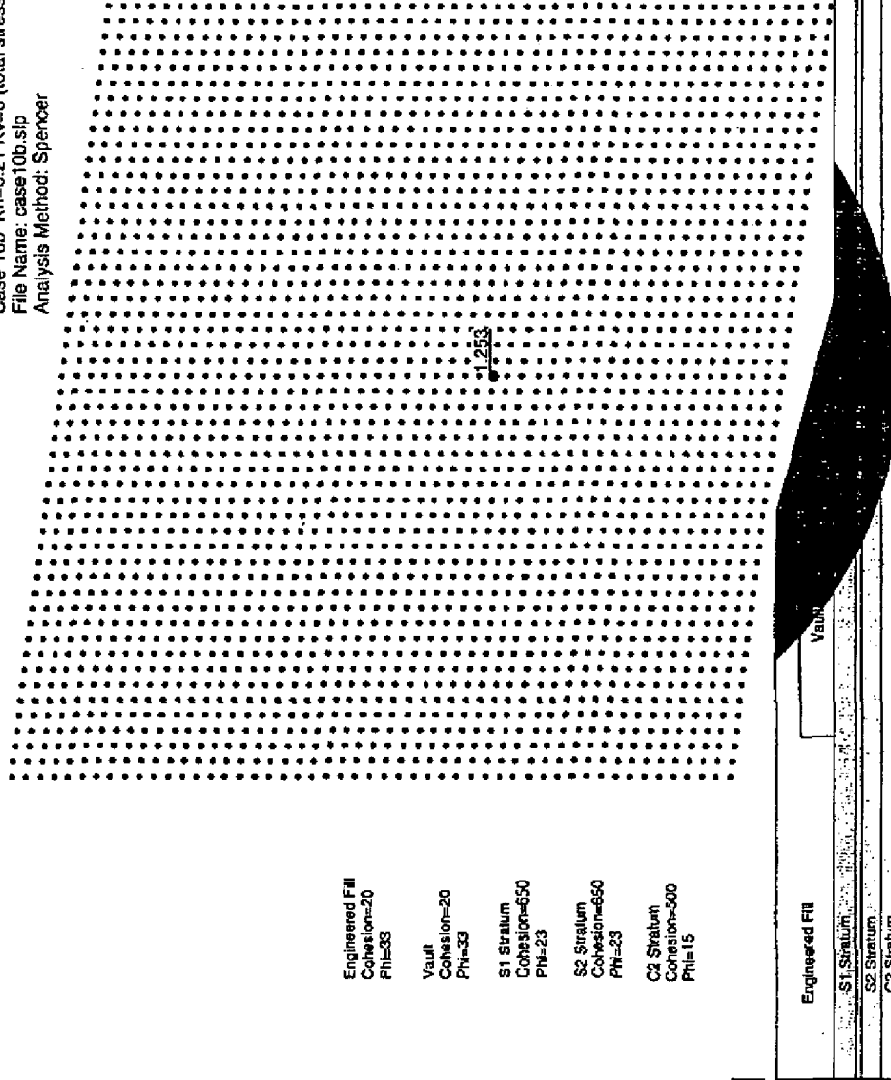 File Name: case10b.slp
Analysis Method: Spencer
1.253
Engineered Fill
Cohesion=20
Phi=33
Vault
Cohesion=20
Phi=33
S1 Stratum
Cohesion=650
Phi=23
S2 Stratum
Cohesion=650
Phi=23
C2 Stratum
Cohesion=500
Phi=15
Vault
Engineered Fill
S1 Stratum
S2 Stratum
C2 Stratum